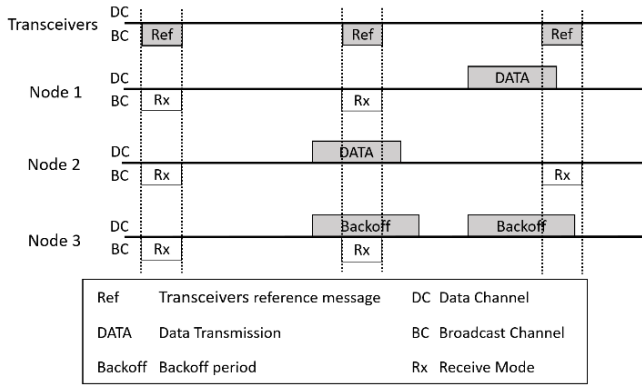 DC
Transceivers
BC Ref Ref Ref
DC DATA
Node 1
BC Rx Rx
DC DATA
Node 2
BC Rx Rx
DC Backoff Backoff
Node 3
BC Rx Rx
Ref Transceivers reference message DC Data Channel
DATA Data Transmission BC Broadcast Channel
Backoff Backoff period Rx Receive Mode